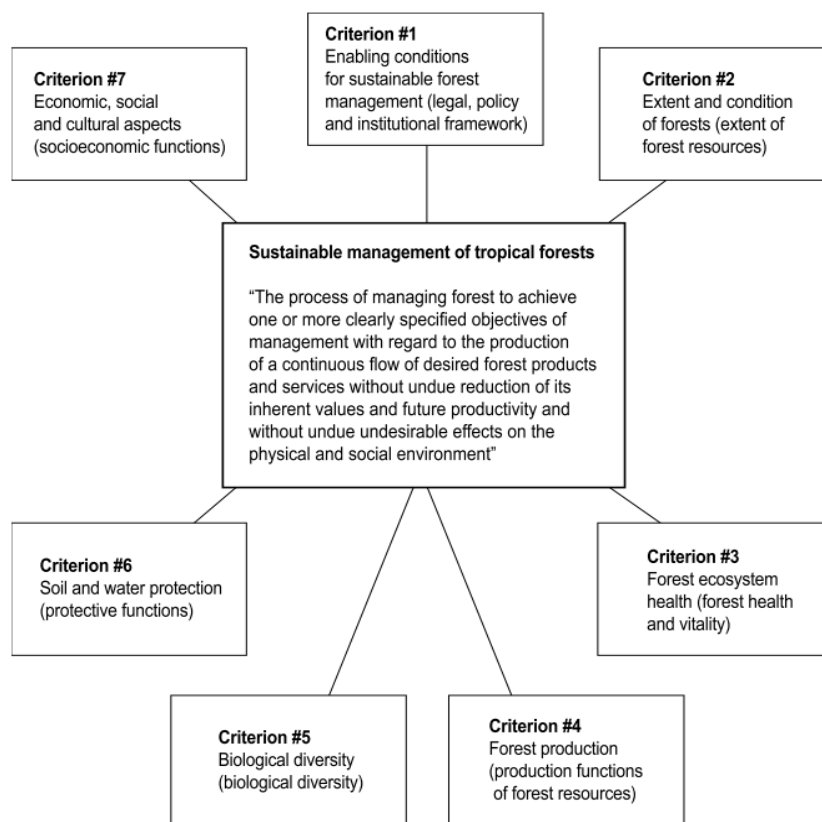 Criterion #1
Enabling conditions
for sustainable forest
management (legal, policy
and institutional framework)
Criterion #7
Economic, social
and cultural aspects
(socioeconomic functions)
Criterion #2
Extent and condition
of forests (extent of
forest resources)
Sustainable management of tropical forests
“The process of managing forest to achieve
one or more clearly specified objectives of
management with regard to the production
of a continuous flow of desired forest products
and services without undue reduction of its
inherent values and future productivity and
without undue undesirable effects on the
physical and social environment”
Criterion #6
Soil and water protection
(protective functions)
Criterion #3
Forest ecosystem
health (forest health
and vitality)
Criterion #5
Biological diversity
(biological diversity)
Criterion #4
Forest production
(production functions
of forest resources)